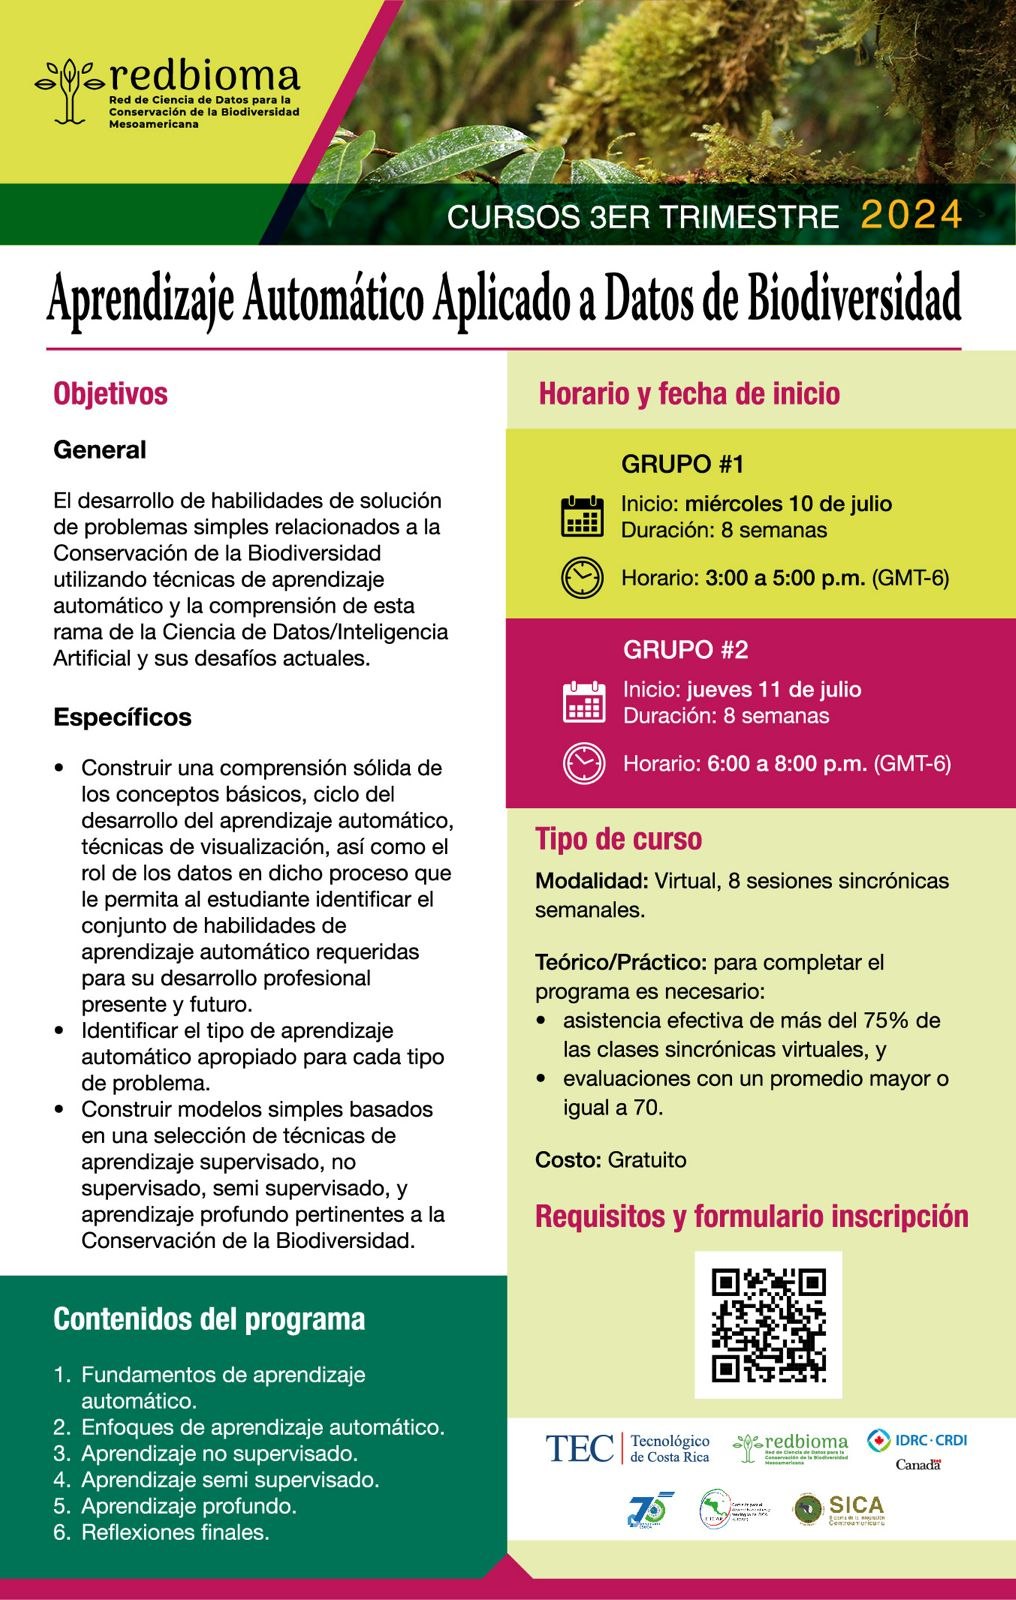 redbioma
Red de Ciencia de Datos para la
Conservación de la Biodiversidad
Mesoamericana
CURSOS 3ER TRIMESTRE 2024
Aprendizaje Automático Aplicado a Datos de Biodiversidad
Objetivos
General
El desarrollo de habilidades de solución
de problemas simples relacionados a la
Conservación de la Biodiversidad
utilizando técnicas de aprendizaje
automático y la comprensión de esta
rama de la Ciencia de Datos/Inteligencia
Artificial y sus desafíos actuales.
Específicos
• Construir una comprensión sólida de
los conceptos básicos, ciclo del
desarrollo del aprendizaje automático,
técnicas de visualización, así como el
rol de los datos en dicho proceso que
le permita al estudiante identificar el
conjunto de habilidades de
aprendizaje automático requeridas
para su desarrollo profesional
presente y futuro.
• Identificar el tipo de aprendizaje
automático apropiado para cada tipo
de problema.
• Construir modelos simples basados
en una selección de técnicas de
aprendizaje supervisado, no
supervisado, semi supervisado, y
aprendizaje profundo pertinentes a la
Conservación de la Biodiversidad.
Contenidos del programa
1. Fundamentos de aprendizaje
automático.
2. Enfoques de aprendizaje automático.
3. Aprendizaje no supervisado.
4. Aprendizaje semi supervisado.
5. Aprendizaje profundo.
6. Reflexiones finales.
Horario y fecha de inicio
GRUPO #1
Inicio: miércoles 10 de julio
Duración: 8 semanas
Horario: 3:00 a 5:00 p.m. (GMT-6)
GRUPO #2
Inicio: jueves 11 de julio
Duración: 8 semanas
Horario: 6:00 a 8:00 p.m. (GMT-6)
Tipo de curso
Modalidad: Virtual, 8 sesiones sincrónicas
semanales.
Teórico/Práctico: para completar el
programa es necesario:
• asistencia efectiva de más del 75% de
las clases sincrónicas virtuales, y
• evaluaciones con un promedio mayor o
igual a 70.
Costo: Gratuito
Requisitos y formulario inscripción
TEC | Tecnológico
de Costa Rica
redbioma
Red de Ciencia de Datos para la
Conservación de la Biodiversidad
Mesoamericana
IDRC · CRDI
Canada
75
SICA